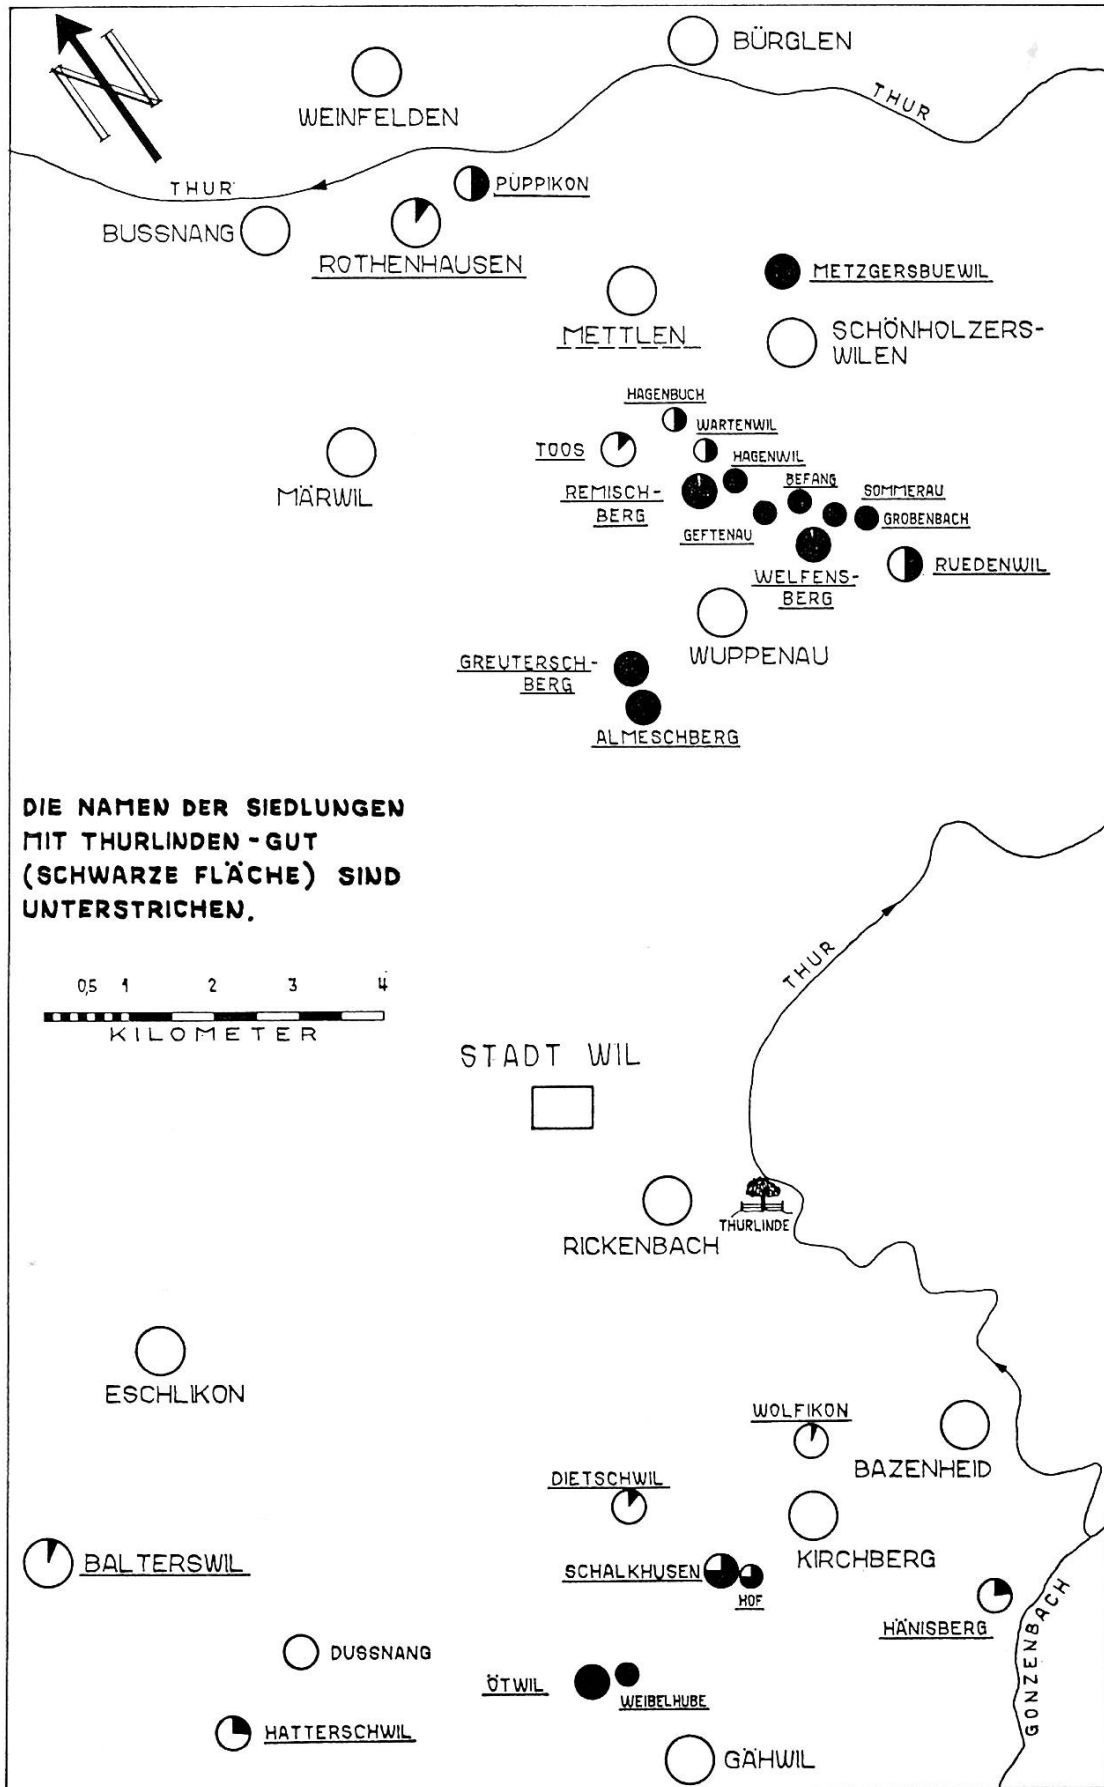 N
BÜRGLEN
WEINFELDEN
THUR
THUR
PUPPIKON
BUSSNANG
ROTHENHAUSEN
METZGERSBUEWIL
METTLEN
SCHÖNHOLZERS-
WILEN
HAGENBUCH
WARTENWIL
TOOS
HAGENWIL
MÄRWIL
REMISCH-
BERG
BEFANG
SOMMERAU
GROBENBACH
GEFTENAU
WELFENS-
BERG
RUEDENWIL
WUPPENAU
GREUTERSCH-
BERG
ALMESCHBERG
DIE NAMEN DER SIEDLUNGEN
MIT THURLINDEN-GUT
(SCHWARZE FLÄCHE) SIND
UNTERSTRICHEN.
THUR
0,5 1 2 3 4
KILOMETER
STADT WIL
THURLINDE
RICKENBACH
ESCHLIKON
WOLFIKON
BAZENHEID
DIETSCHWIL
KIRCHBERG
BALTERSWIL
SCHALKHUSEN
HOF
HÄNISBERG
GONZENBACH
DUSSNANG
ÖTWIL
WEIBELHUBE
HATTERSCHWIL
GÄHWIL